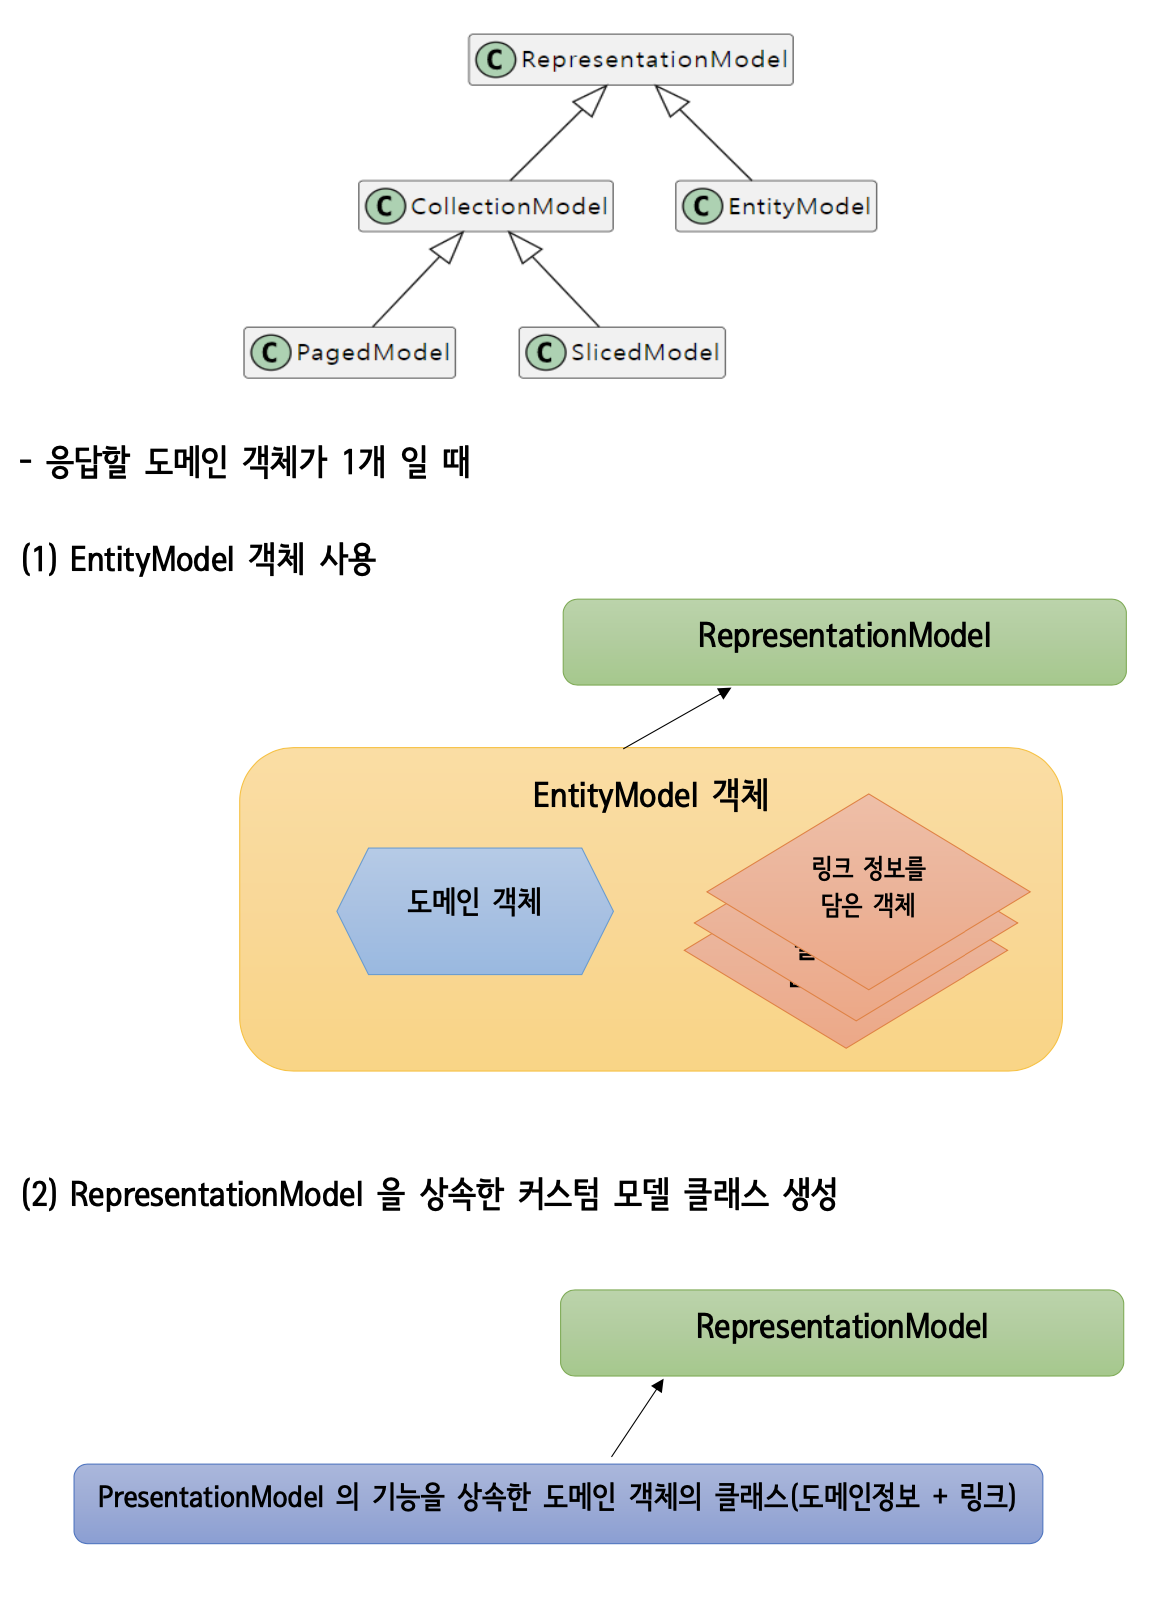 C RepresentationModel
C CollectionModel
C EntityModel
C PagedModel
C SlicedModel
- 응답할 도메인 객체가 1개 일 때
(1) EntityModel 객체 사용
RepresentationModel
EntityModel 객체
도메인 객체
링크 정보를
담은 객체
(2) RepresentationModel 을 상속한 커스텀 모델 클래스 생성
RepresentationModel
PresentationModel 의 기능을 상속한 도메인 객체의 클래스(도메인정보 + 링크)